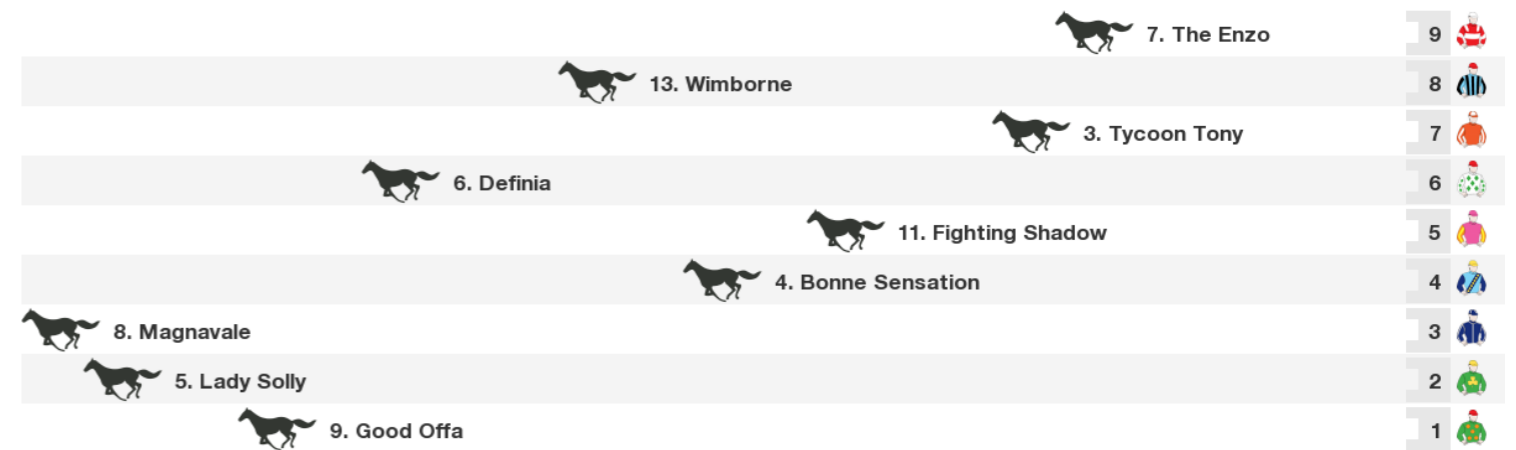 7. The Enzo 9
13. Wimborne 8
3. Tycoon Tony 7
6. Definia 6
11. Fighting Shadow 5
4. Bonne Sensation 4
8. Magnavale 3
5. Lady Solly 2
9. Good Offa 1